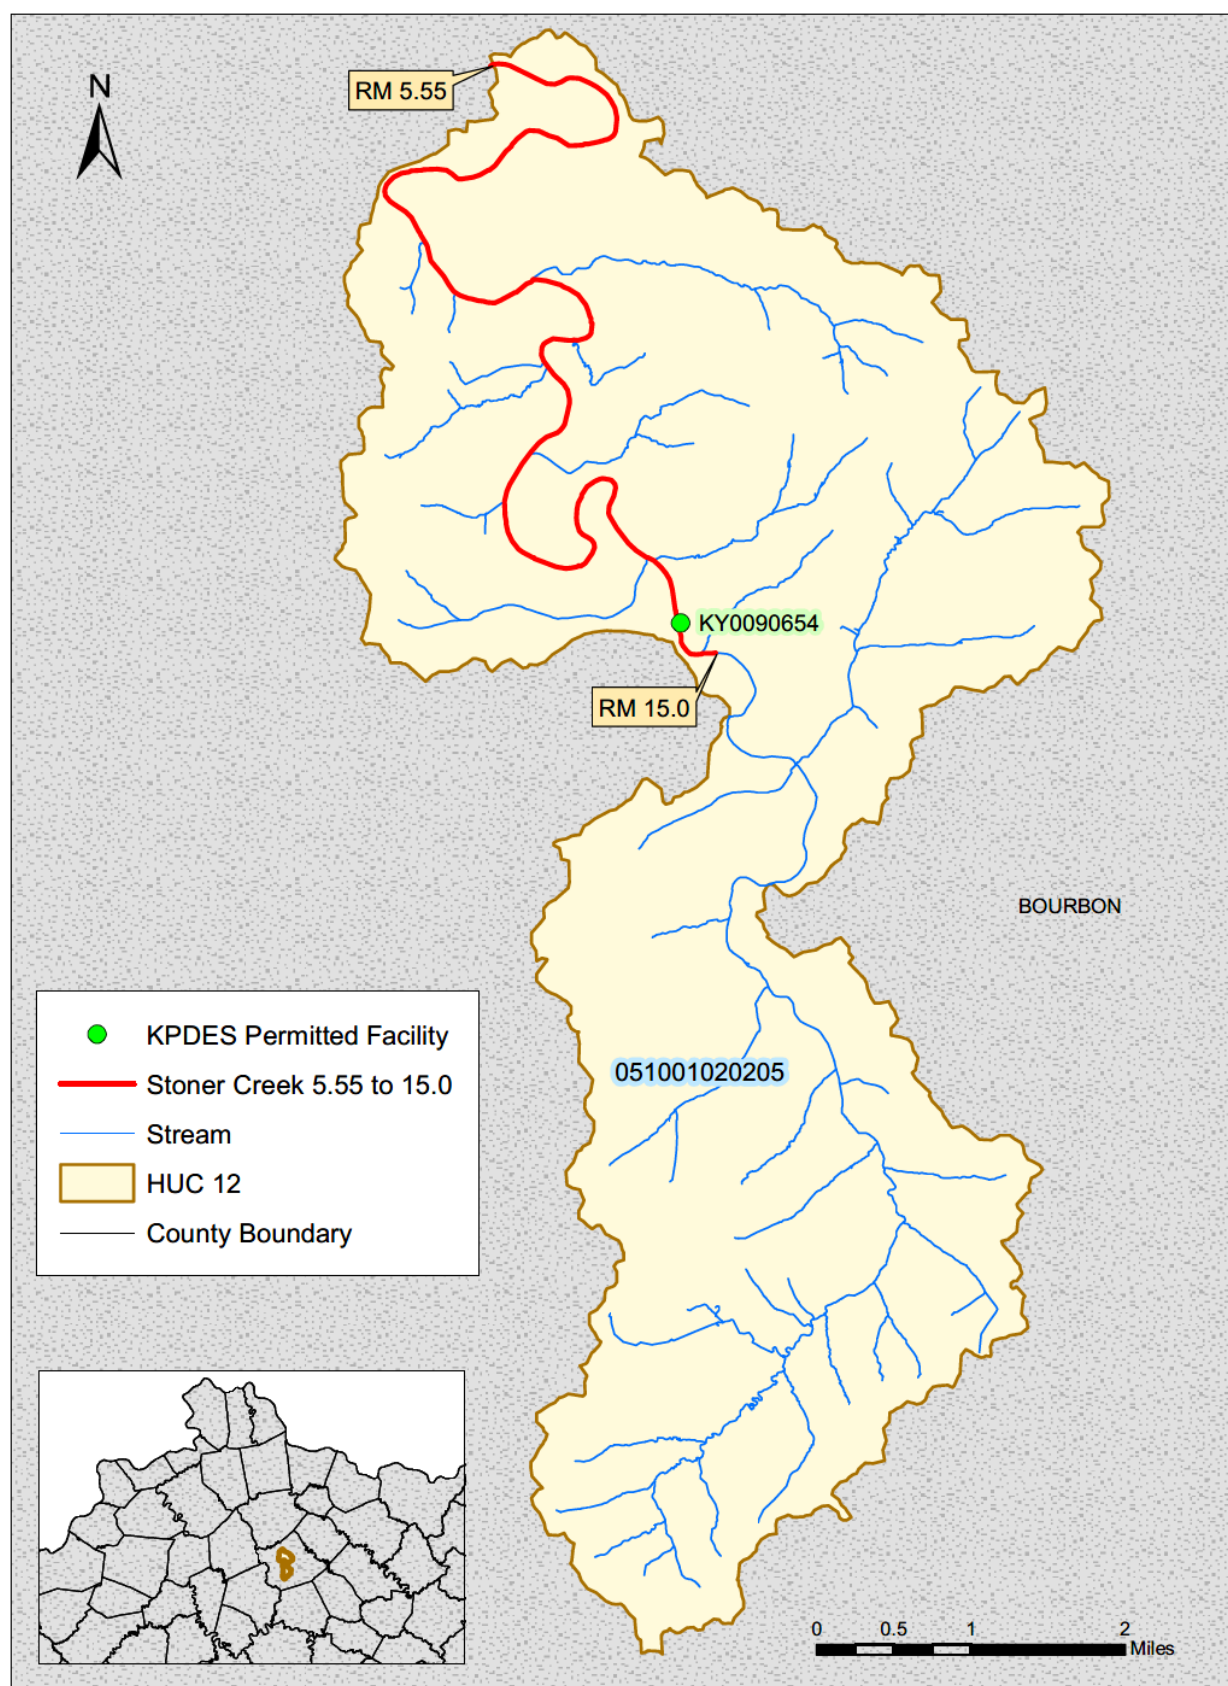 RM 5.55
N
KY0090654
RM 15.0
BOURBON
051001020205
KPDES Permitted Facility
Stoner Creek 5.55 to 15.0
Stream
HUC 12
County Boundary
0 0.5 1 2
Miles